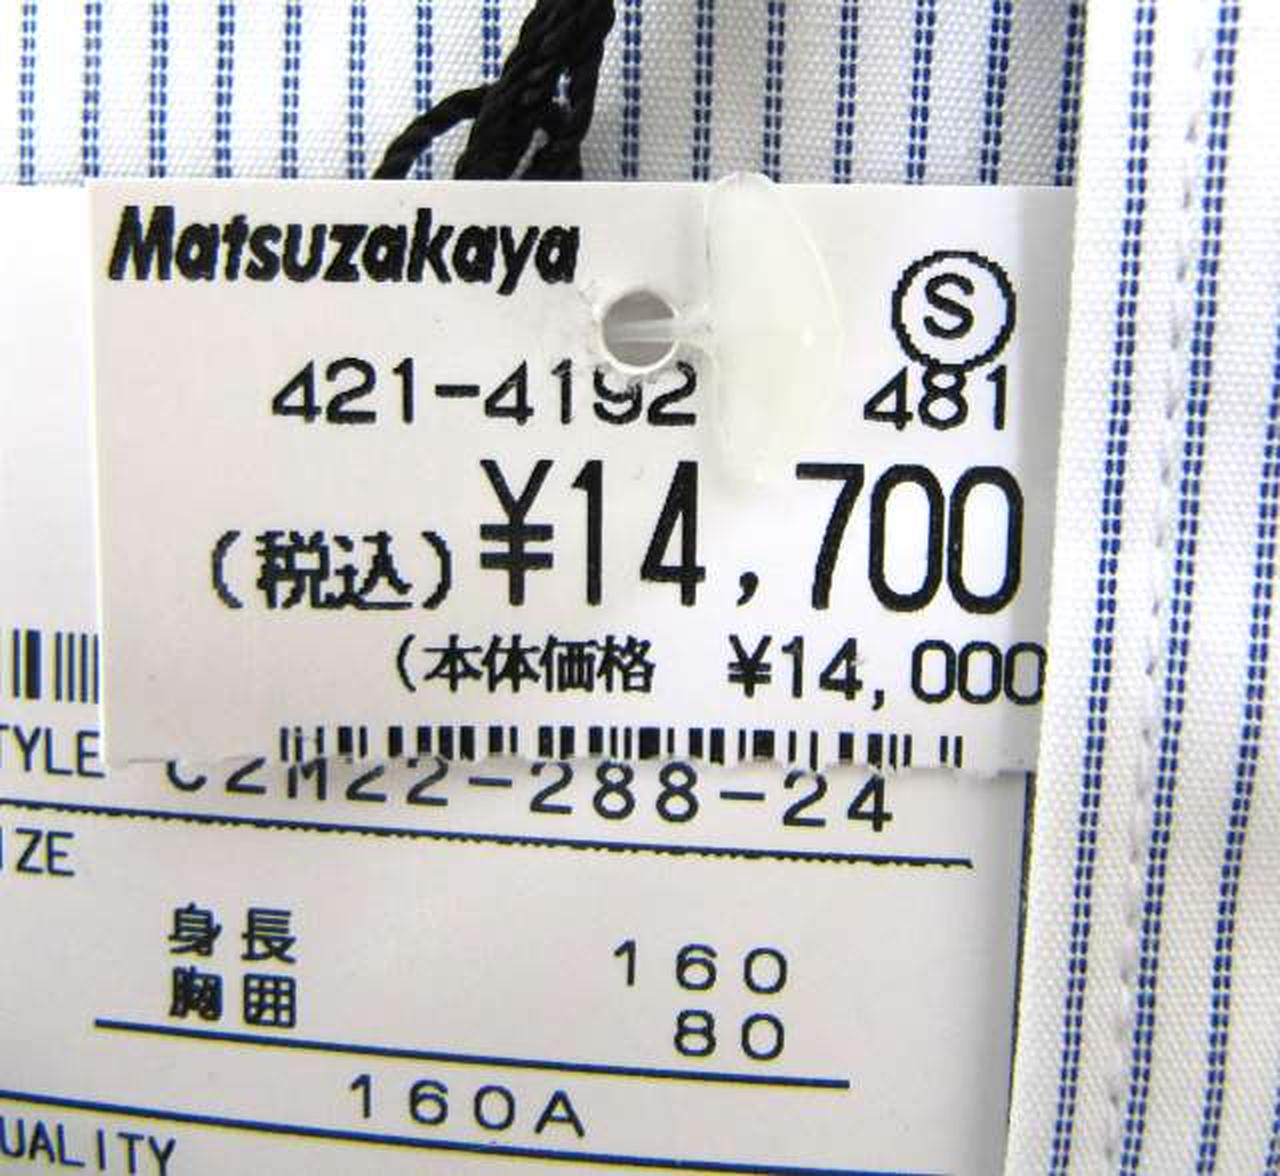 Matsuzakaya
Ⓢ
421-4192 481
(税込) ¥14,700
(本体価格 ¥14,000
TYLE C2M22-288-24
IZE
身長 160
胸囲 80
160A
UALITY